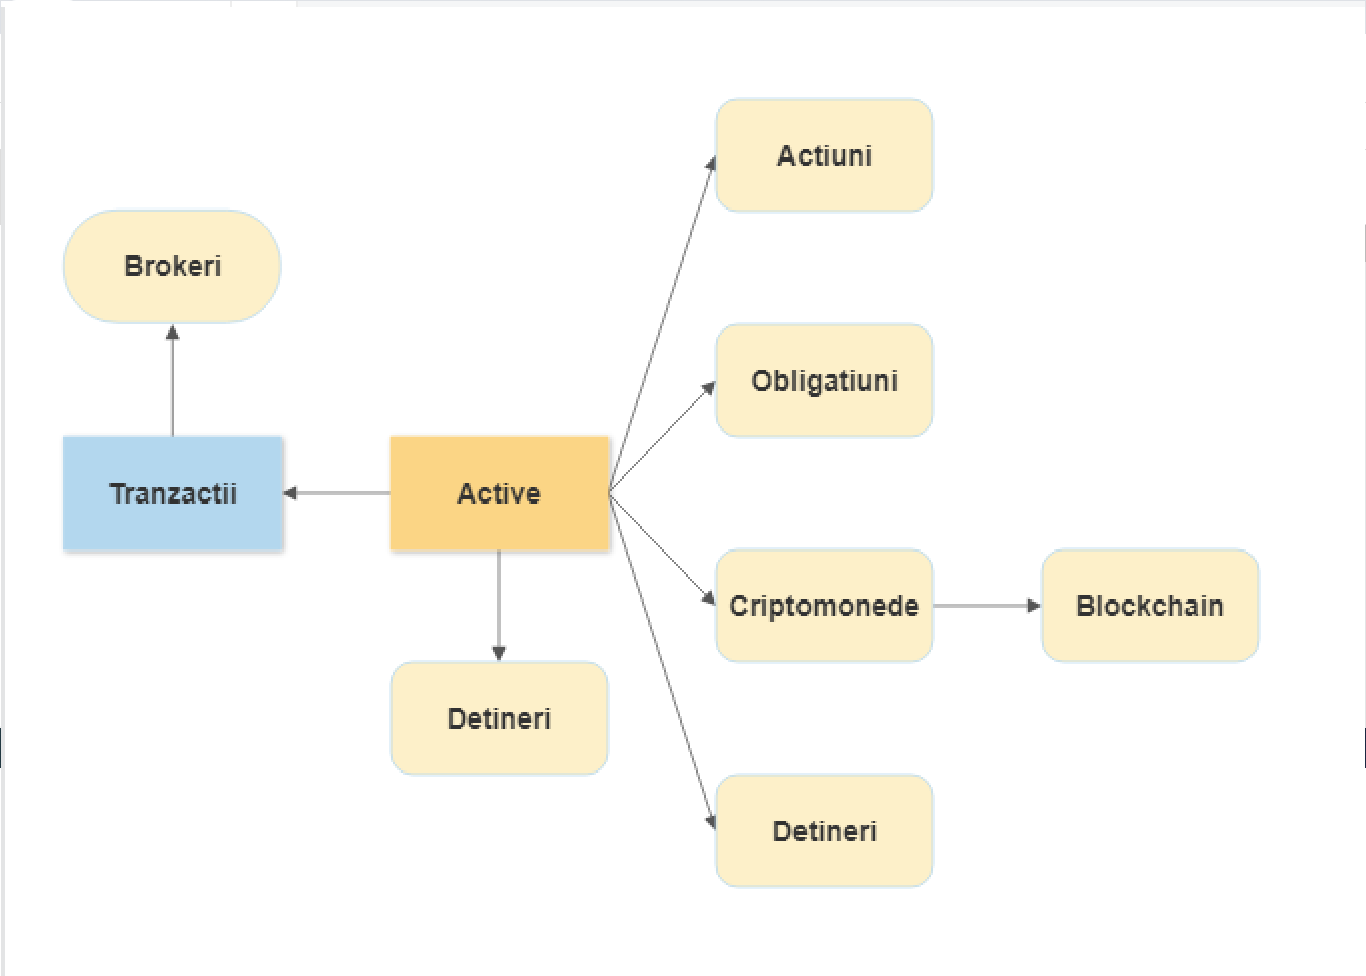 Actiuni
Brokeri
Obligatiuni
Tranzactii
Active
Criptomonede
Blockchain
Detineri
Detineri